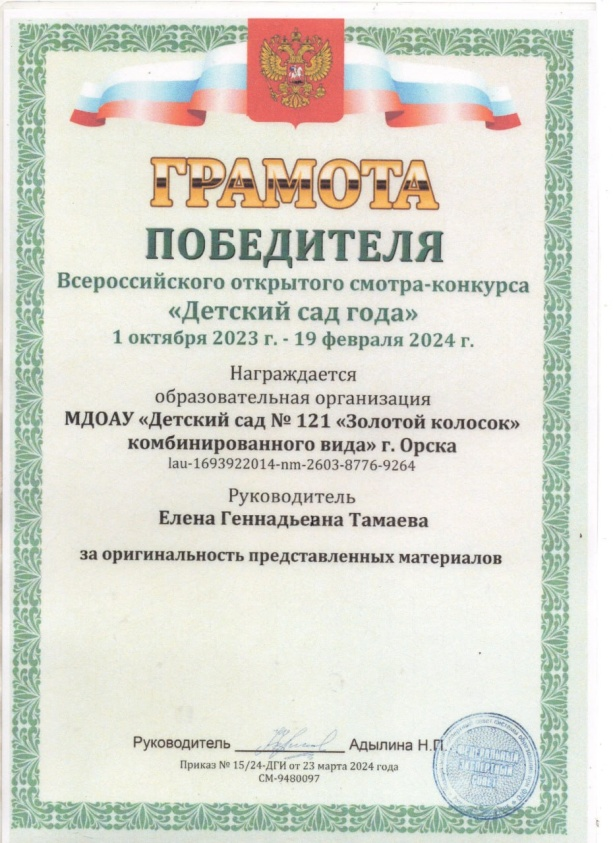 ГРАМОТА
ПОБЕДИТЕЛЯ
Всероссийского открытого смотра-конкурса
«Детский сад года»
1 октября 2023 г. - 19 февраля 2024 г.
Награждается
образовательная организация
МДОАУ «Детский сад № 121 «Золотой колосок»
комбинированного вида» г. Орска
lau-1693922014-nm-2603-8776-9264
Руководитель
Елена Геннадьевна Тамаева
за оригинальность представленных материалов
Руководитель Адылина Н.П
Приказ № 15/24-ДГИ от 23 марта 2024 года
СМ-9480097
ЭКСПЕРТНЫЙ
СОВЕТ